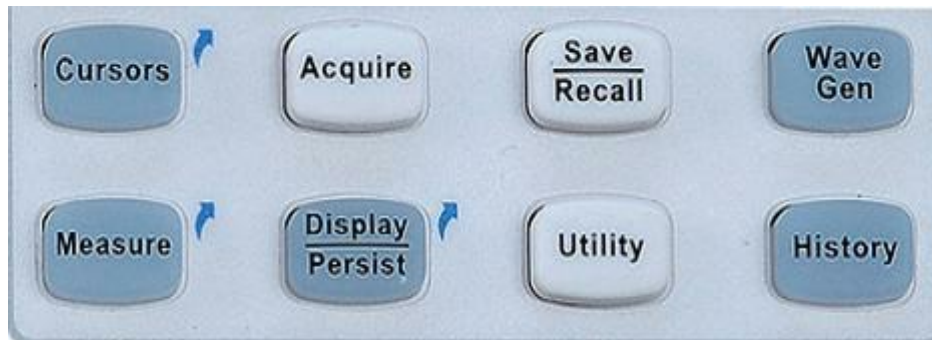 Cursors
Acquire
Save
Recall
Wave
Gen
Measure
Display
Persist
Utility
History